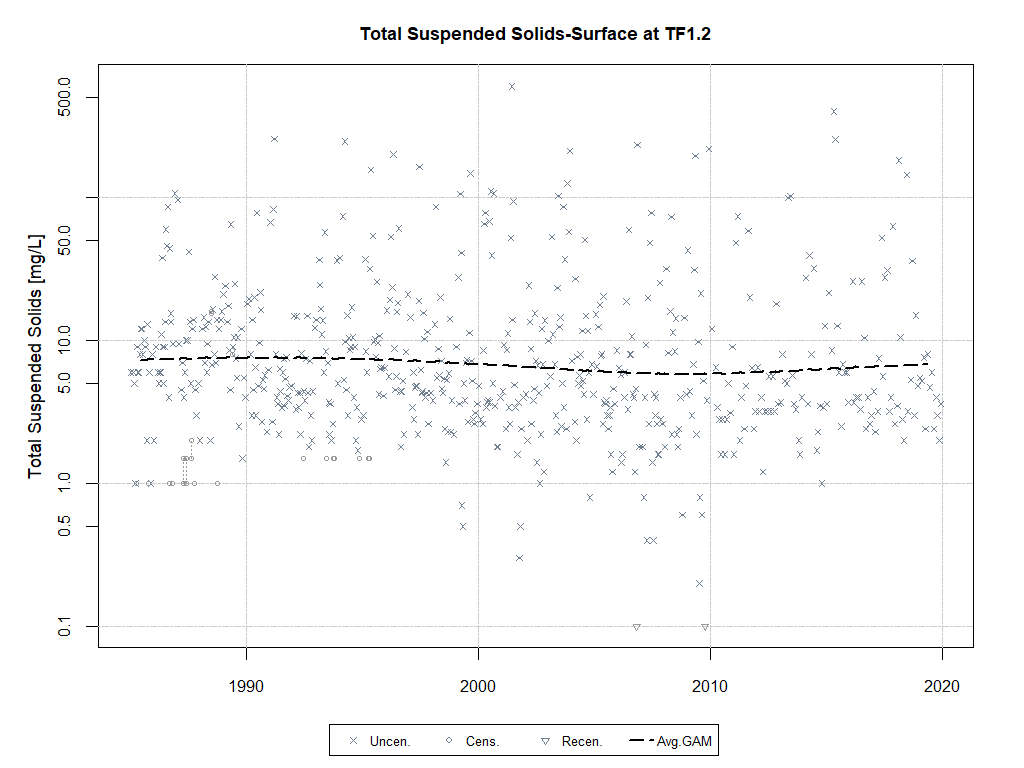 Total Suspended Solids-Surface at TF1.2
Total Suspended Solids [mg/L]
500.0
50.0
10.0
5.0
1.0
0.5
0.1
1990 2000 2010 2020
Uncen. Cens. Recen. Avg.GAM